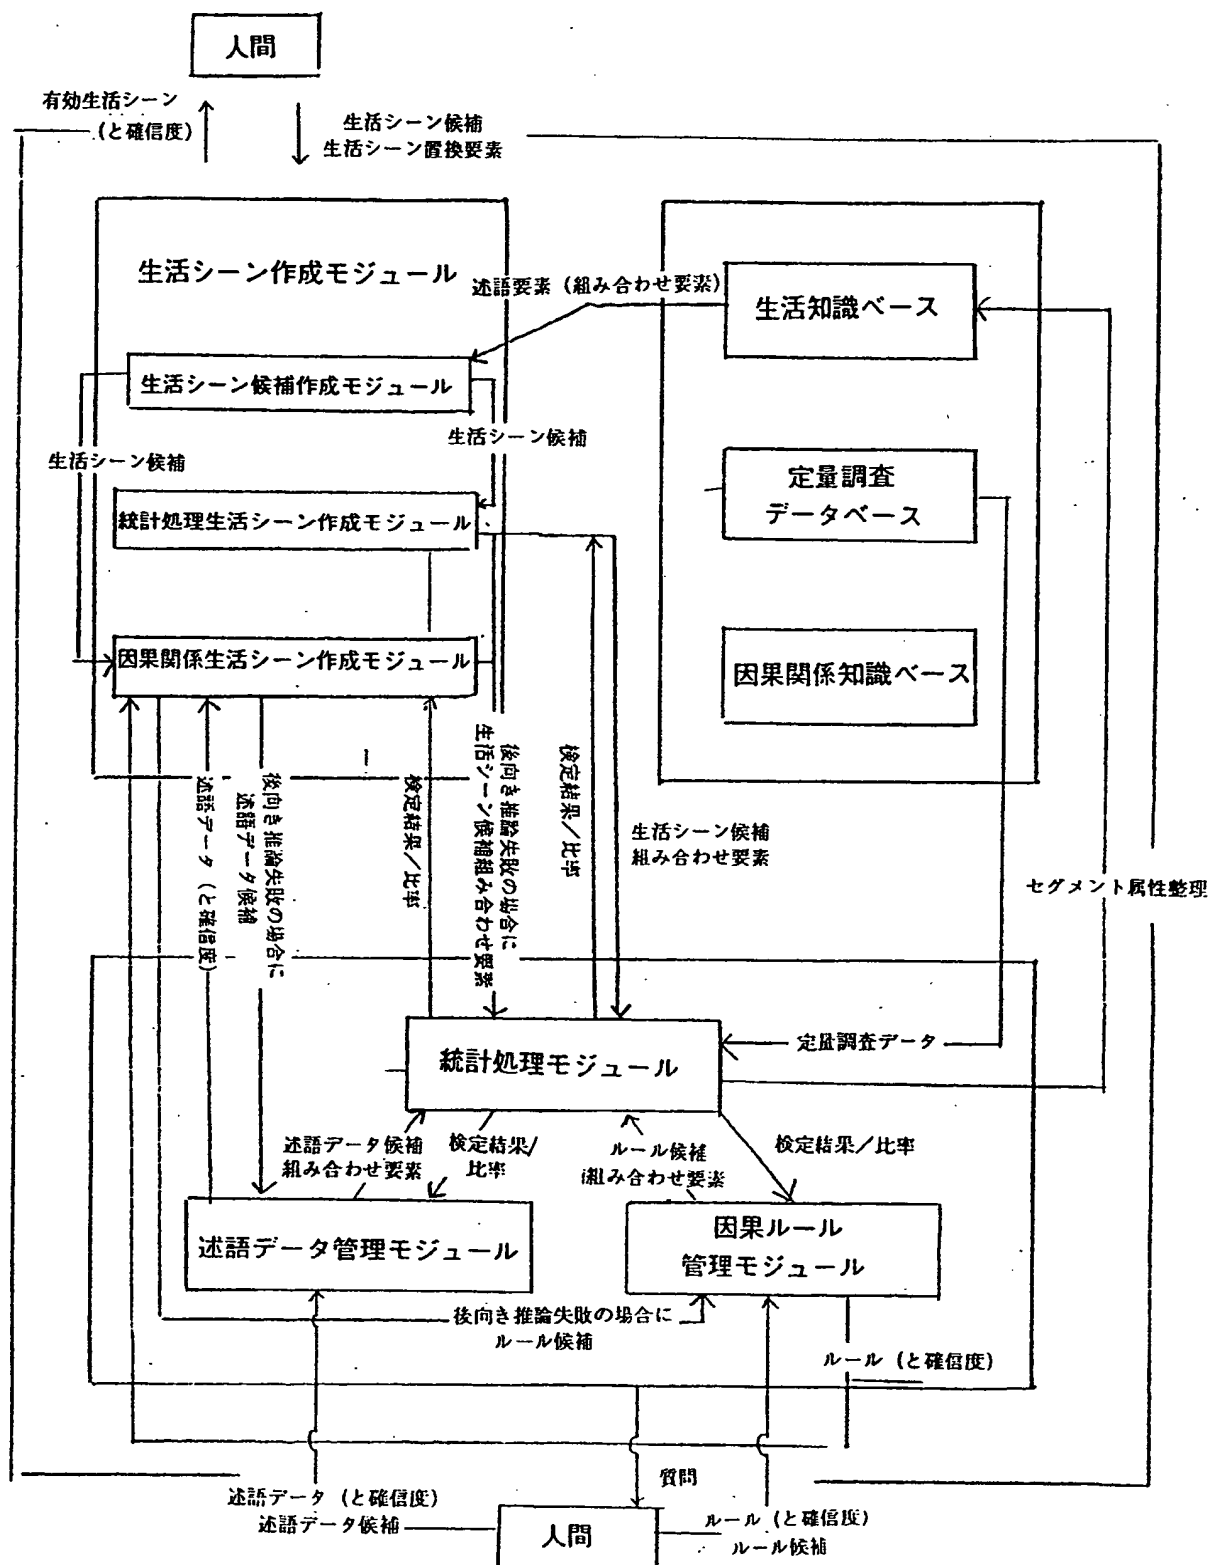 人間
有効生活シーン
(と確信度)
生活シーン候補
生活シーン置換要素
生活シーン作成モジュール
述語要素 (組み合わせ要素)
生活知識ベース
生活シーン候補作成モジュール
生活シーン候補
生活シーン候補
定量調査
データベース
統計処理生活シーン作成モジュール
因果関係生活シーン作成モジュール
因果関係知識ベース
述語データ (と確信度)
後向き推論失敗の場合に
述語データ候補
検定結果/比率
後向き推論失敗の場合に
生活シーン候補組み合わせ要素
検定結果/比率
生活シーン候補
組み合わせ要素
セグメント属性整理
統計処理モジュール
定量調査データ
述語データ候補
組み合わせ要素
検定結果/
比率
ルール候補
組み合わせ要素
検定結果/比率
述語データ管理モジュール
因果ルール
管理モジュール
後向き推論失敗の場合に
ルール候補
ルール (と確信度)
質問
述語データ (と確信度)
述語データ候補
人間
ルール (と確信度)
ルール候補